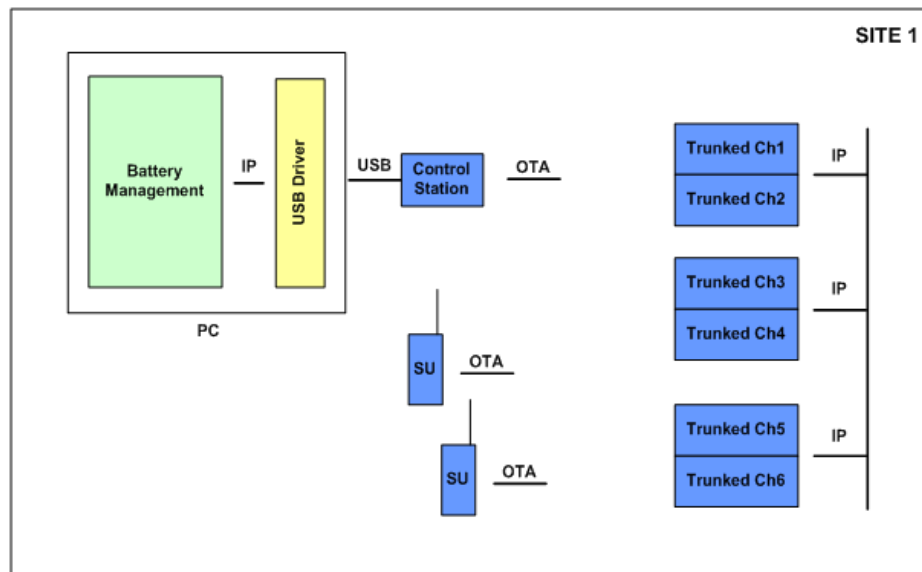 SITE 1
Battery
Management
IP
USB Driver
USB
Control
Station
OTA
PC
SU
OTA
SU
OTA
Trunked Ch1
Trunked Ch2
IP
Trunked Ch3
Trunked Ch4
IP
Trunked Ch5
Trunked Ch6
IP